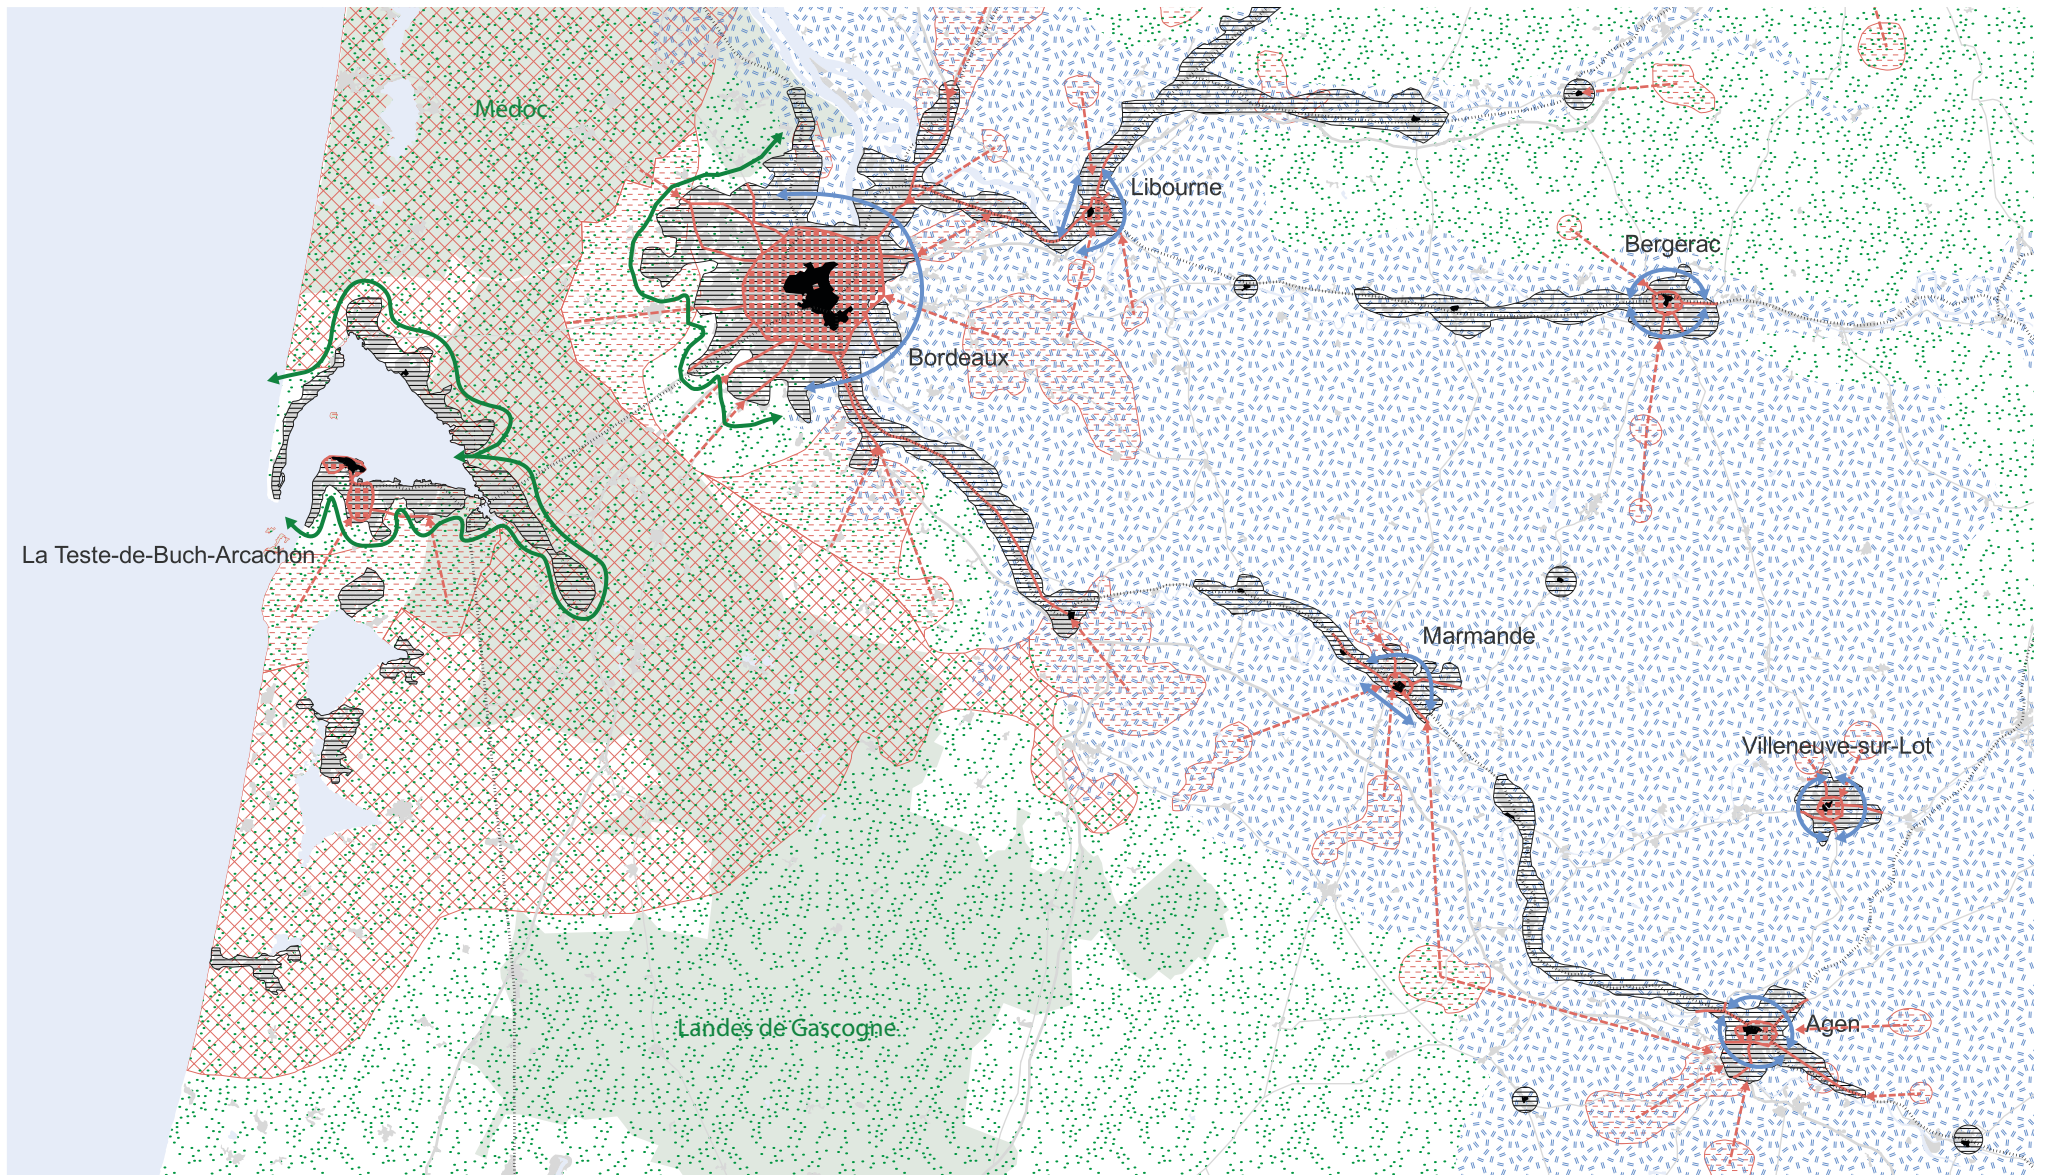 Médoc
Libourne
Bergerac
Bordeaux
La Teste-de-Buch-Arcachon
Marmande
Villeneuve-sur-Lot
Landes de Gascogne
Agen